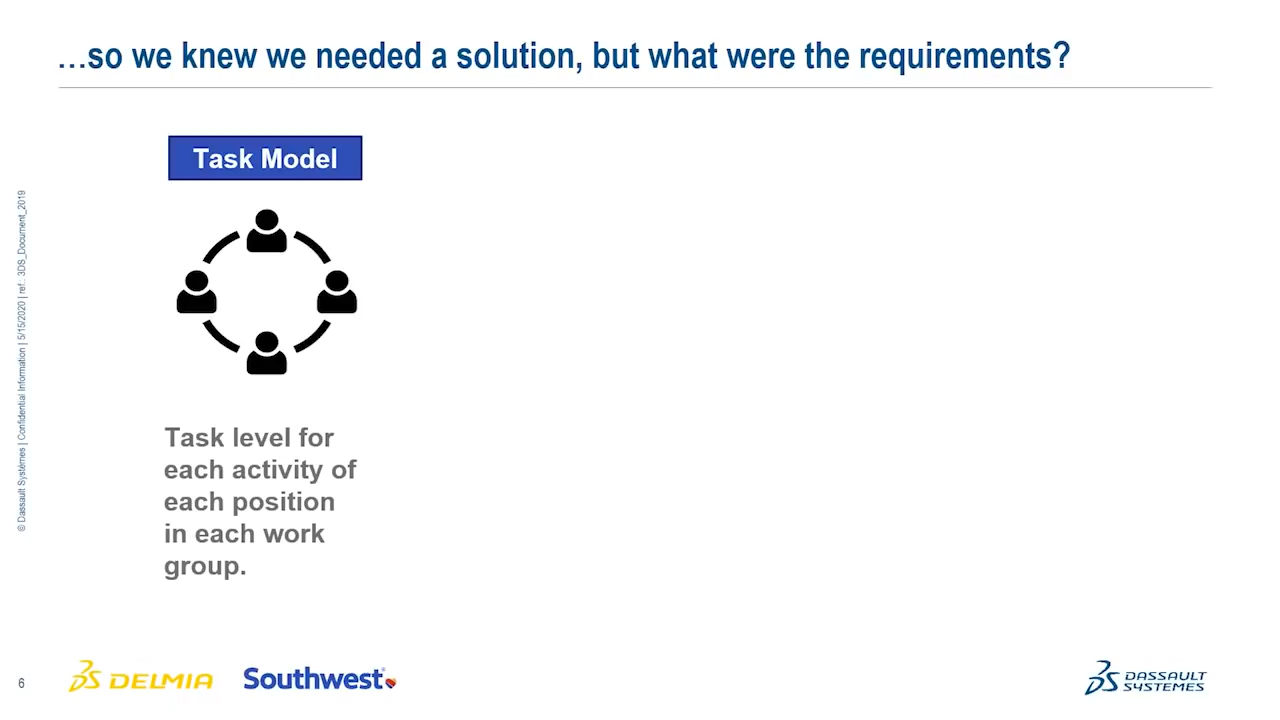 …so we knew we needed a solution, but what were the requirements?
Task Model
Task level for
each activity of
each position
in each work
group.
© Dassault Systèmes | Confidential Information | 5/15/2020 | ref.: 3DS_Document_2019
6
DELMIA
Southwest®
DASSAULT
SYSTEMES